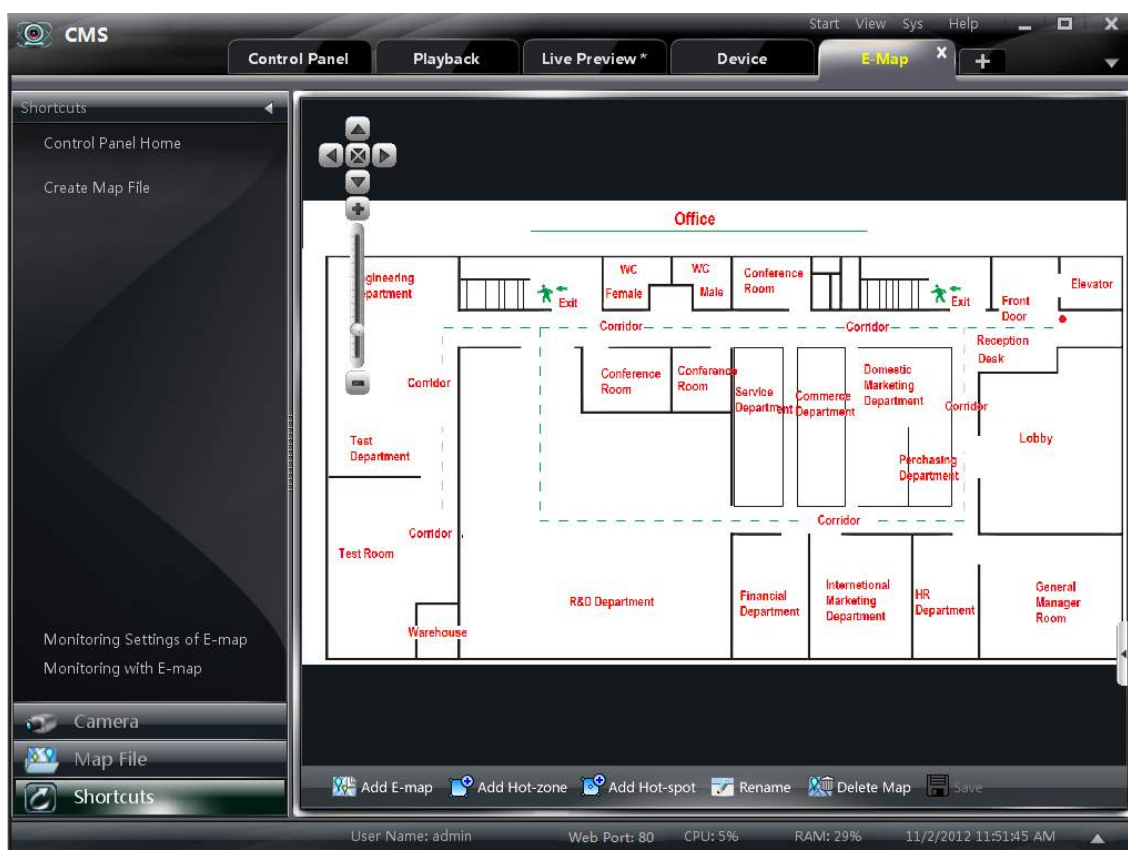 Start View Sys Help
CMS
Control Panel Playback Live Preview * Device E-Map X
Shortcuts
Control Panel Home
Create Map File
Office
ngineering
epartment
WC
Female
WC
Male
Conference
Room
Exit
Exit
Front
Door
Elevator
Corridor
Corridor
Reception
Desk
Corridor
Conference
Room
Conference
Room
Service
Department
Commerce
Department
Domestic
Marketing
Department
Corridor
Lobby
Test
Department
Perchasing
Department
Corridor
Corridor
Test Room
R&D Department
Warehouse
Financial
Department
Internetional
Marketing
Department
HR
Department
General
Manager
Room
Monitoring Settings of E-map
Monitoring with E-map
Camera
Map File
Shortcuts
Add E-map Add Hot-zone Add Hot-spot Rename Delete Map Save
User Name: admin Web Port: 80 CPU: 5% RAM: 29% 11/2/2012 11:51:45 AM